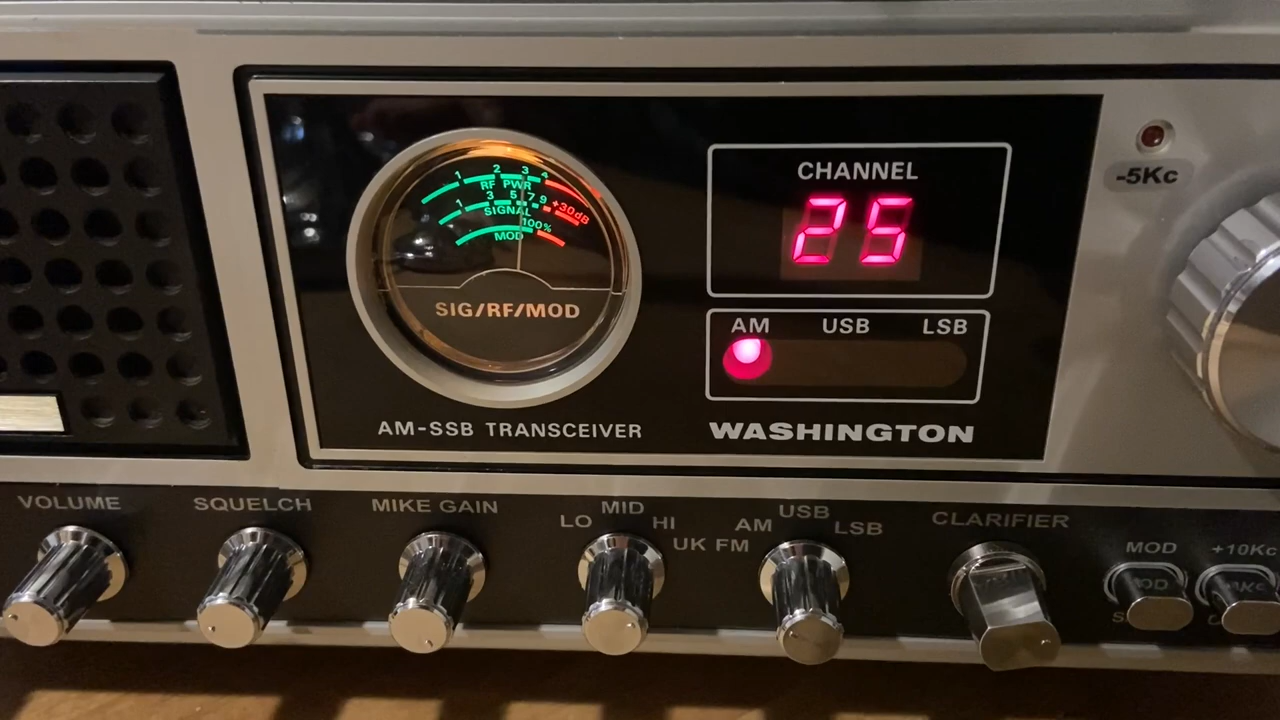 1 2 3 4
RF PWR
1 3 5 7 9 +30dB
SIGNAL
100%
MOD
SIG/RF/MOD
AM-SSB TRANSCEIVER
CHANNEL
25
AM USB LSB
WASHINGTON
-5Kc
VOLUME
SQUELCH
MIKE GAIN
LO MID HI
UK FM AM USB LSB
CLARIFIER
MOD
+10Kc